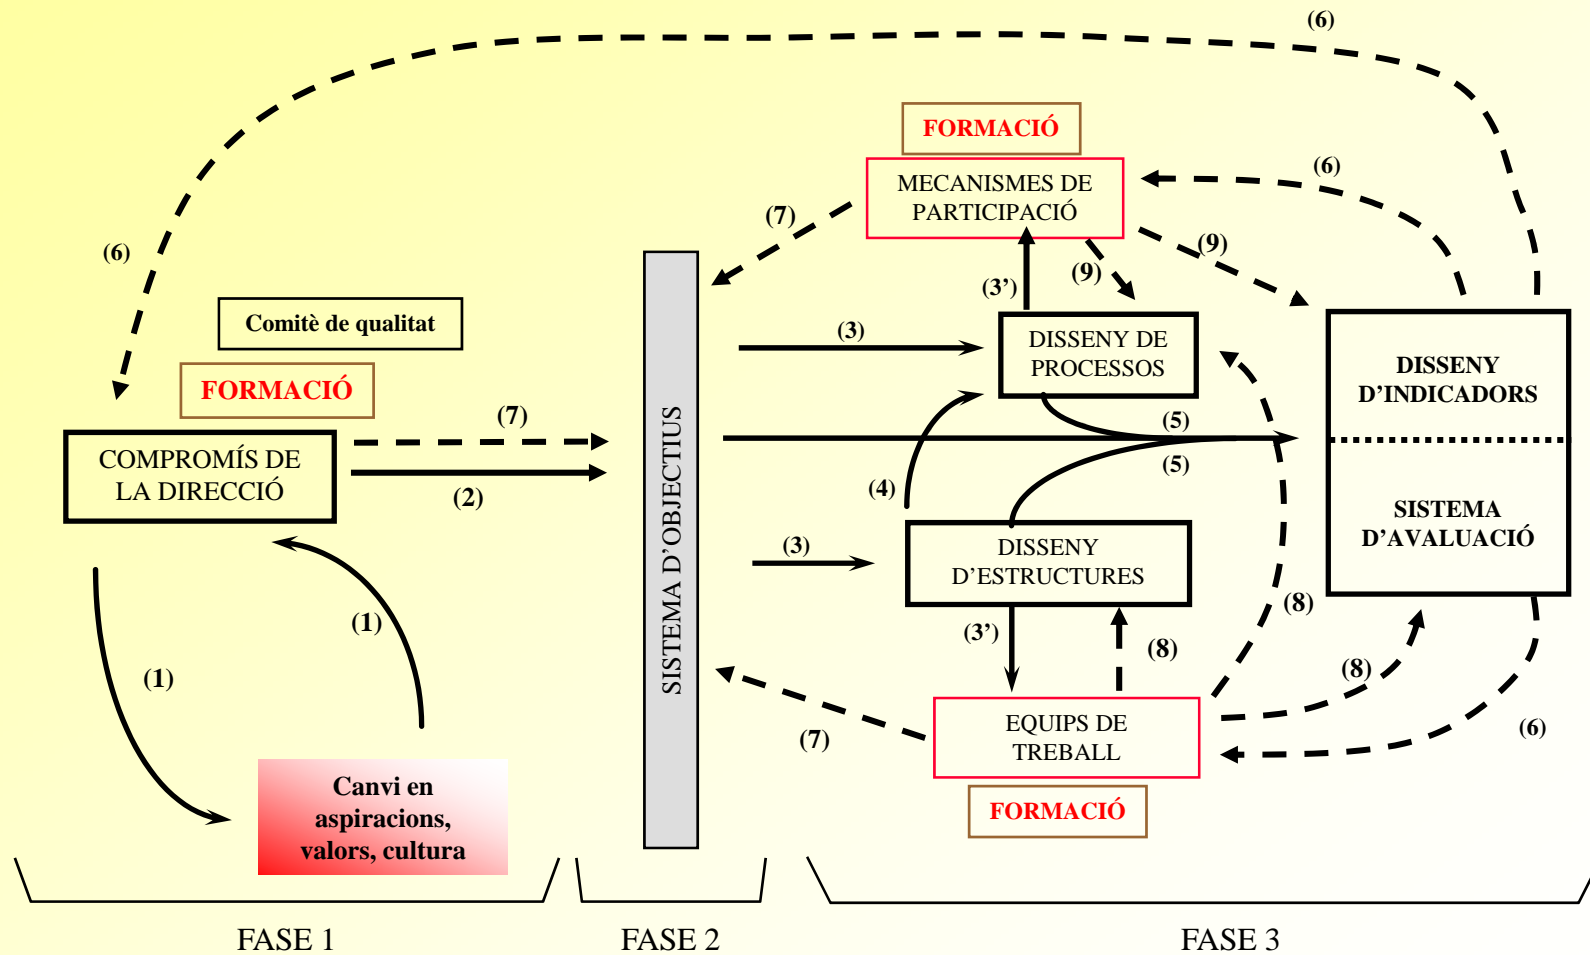 (6)
FORMACIÓ
MECANISMES DE
PARTICIPACIÓ
(6)
(7)
(9)
(6)
(3’)
(9)
Comitè de qualitat
(3)
DISSENY DE
PROCESSOS
DISSENY
D’INDICADORS
FORMACIÓ
(7)
(5)
COMPROMÍS DE
LA DIRECCIÓ
(2)
SISTEMA D’OBJECTIUS
(4)
(5)
SISTEMA
D’AVALUACIÓ
(3)
DISSENY
D’ESTRUCTURES
(1)
(3’)
(8)
(8)
(1)
(8)
(7)
EQUIPS DE
TREBALL
(6)
Canvi en
aspiracions,
valors, cultura
FORMACIÓ
FASE 1
FASE 2
FASE 3